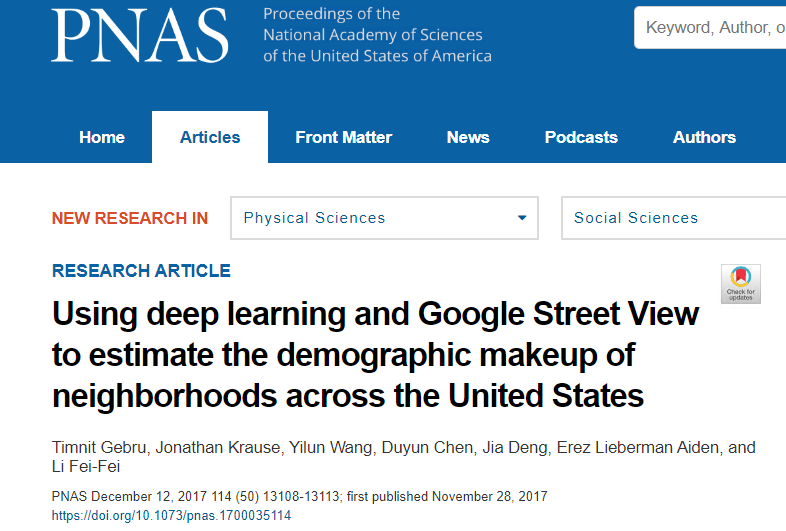 PNAS
Proceedings of the
National Academy of Sciences
of the United States of America
Keyword, Author, o
Home
Articles
Front Matter
News
Podcasts
Authors
NEW RESEARCH IN
Physical Sciences
Social Sciences
RESEARCH ARTICLE
Check for
updates
Using deep learning and Google Street View
to estimate the demographic makeup of
neighborhoods across the United States
Timnit Gebru, Jonathan Krause, Yilun Wang, Duyun Chen, Jia Deng, Erez Lieberman Aiden, and
Li Fei-Fei
PNAS December 12, 2017 114 (50) 13108-13113; first published November 28, 2017
https://doi.org/10.1073/pnas.1700035114